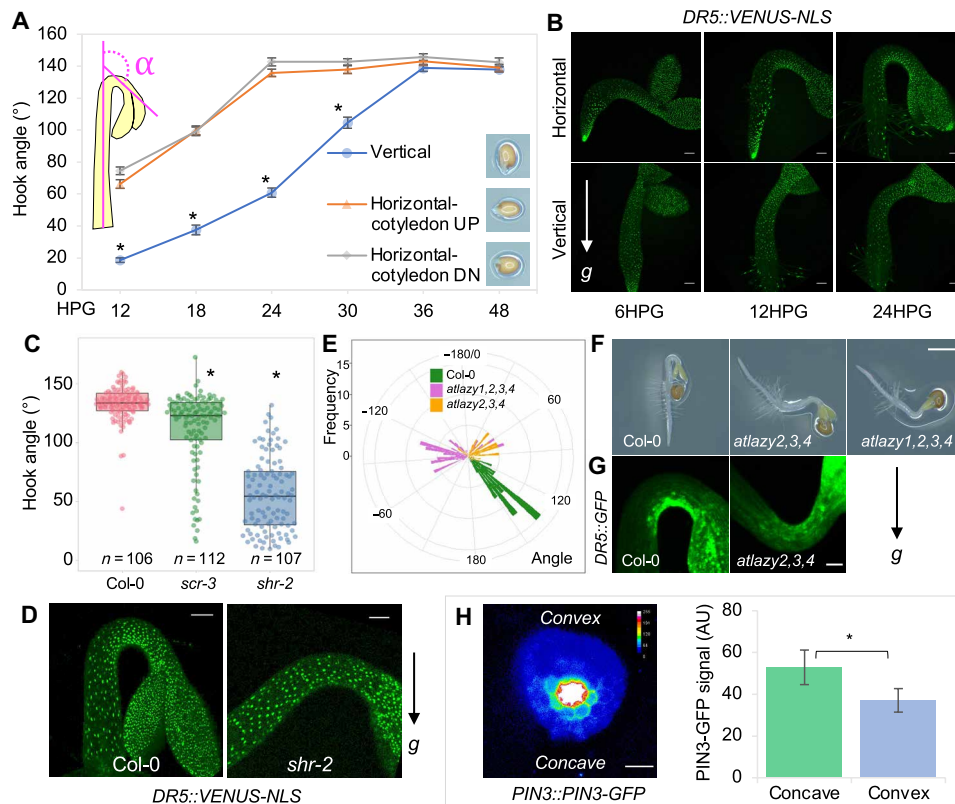 A
160
140
120
100
80
60
40
20
0
Hook angle (°)
α
*
*
*
*
Vertical
Horizontal-
cotyledon UP
Horizontal-
cotyledon DN
HPG 12 18 24 30 36 48
B
DR5::VENUS-NLS
Horizontal
Vertical
g
6HPG 12HPG 24HPG
C
Hook angle (°)
150
100
50
0
*
*
n = 106 n = 112 n = 107
Col-0 scr-3 shr-2
E
Frequency
15
10
5
0
−180/0
60
120
180
−60
−120
Col-0
atlazy1,2,3,4
atlazy2,3,4
Angle
F
Col-0 atlazy2,3,4 atlazy1,2,3,4
G
DR5::GFP
Col-0 atlazy2,3,4
g
D
Col-0 shr-2
g
DR5::VENUS-NLS
H
Convex
Concave
PIN3::PIN3-GFP
PIN3-GFP signal (AU)
80
60
40
20
0
*
Concave Convex